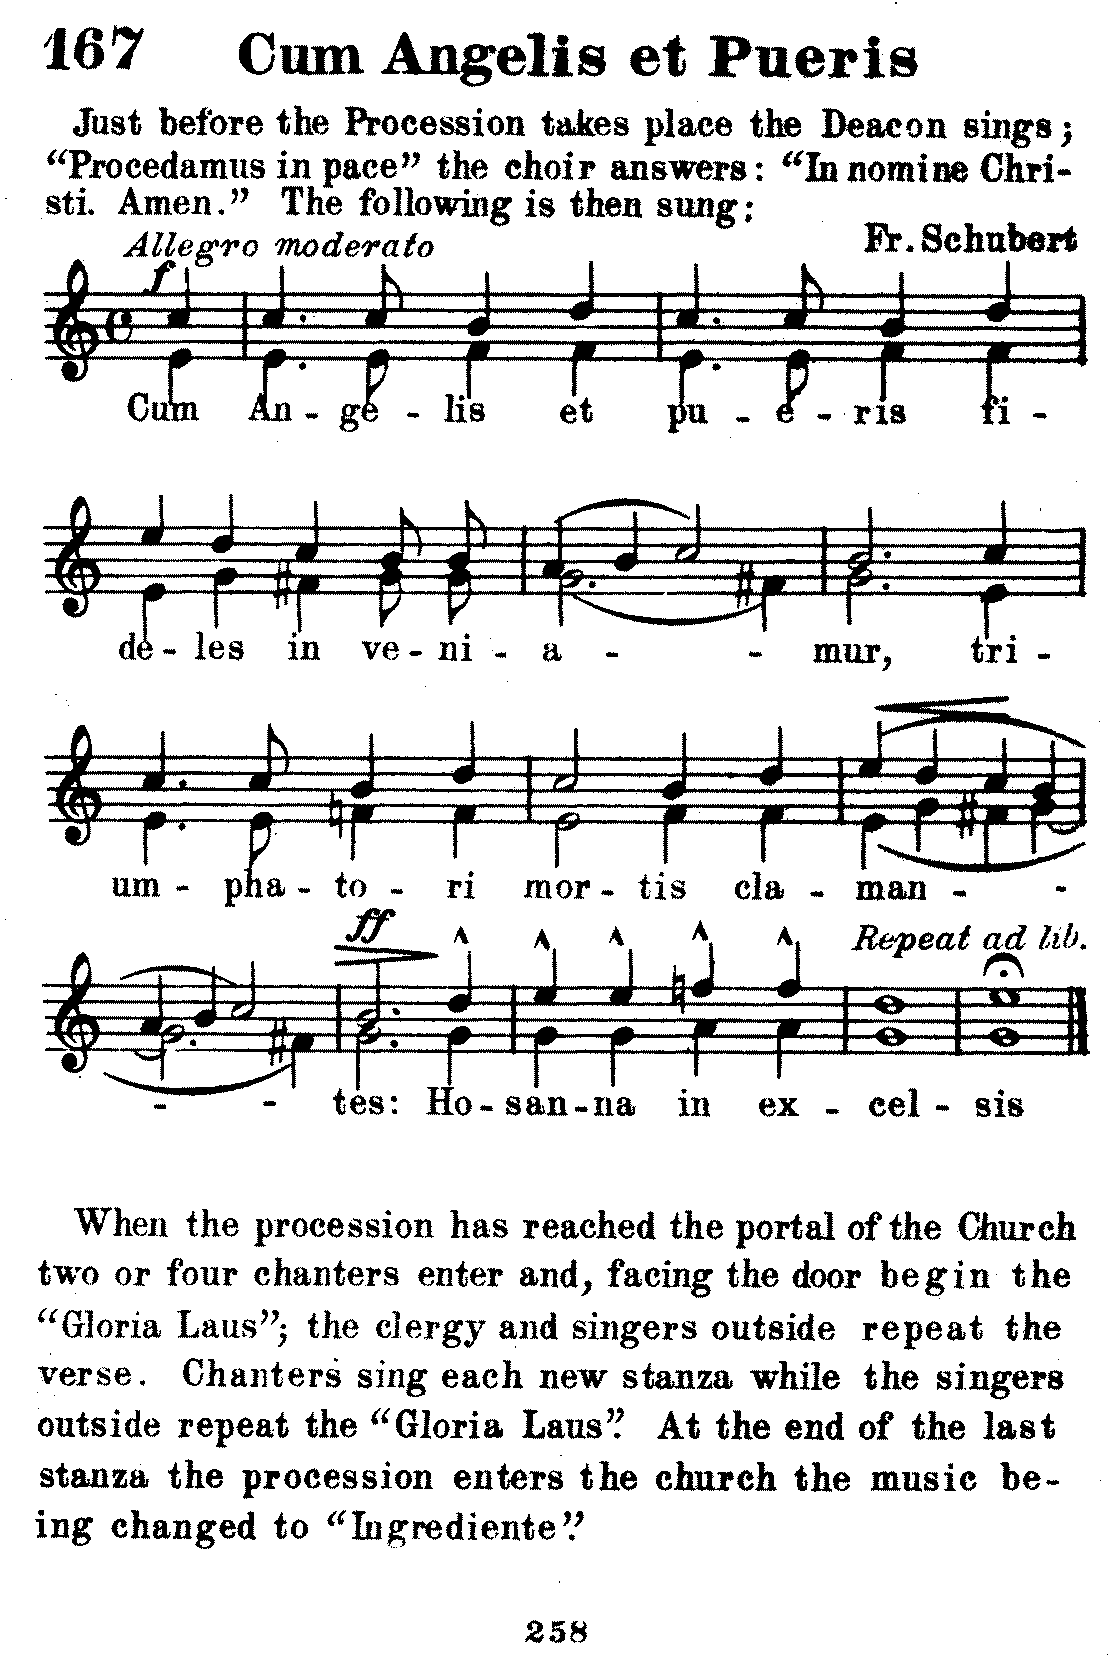 167 Cum Angelis et Pueris
Just before the Procession takes place the Deacon sings;
“Procedamus in pace” the choir answers: “In nomine Chri-
sti. Amen.” The following is then sung:
Allegro moderato Fr. Schubert
f
Cum An - ge - lis et pu - e - ris fi -
de - les in ve - ni - a - - mur, tri -
um - pha - to - ri mor - tis cla - man - -
ff Repeat ad lib.
- - tes: Ho - san - na in ex - cel - sis
When the procession has reached the portal of the Church
two or four chanters enter and, facing the door begin the
“Gloria Laus”; the clergy and singers outside repeat the
verse. Chanters sing each new stanza while the singers
outside repeat the “Gloria Laus”. At the end of the last
stanza the procession enters the church the music be-
ing changed to “Ingrediente”.
258